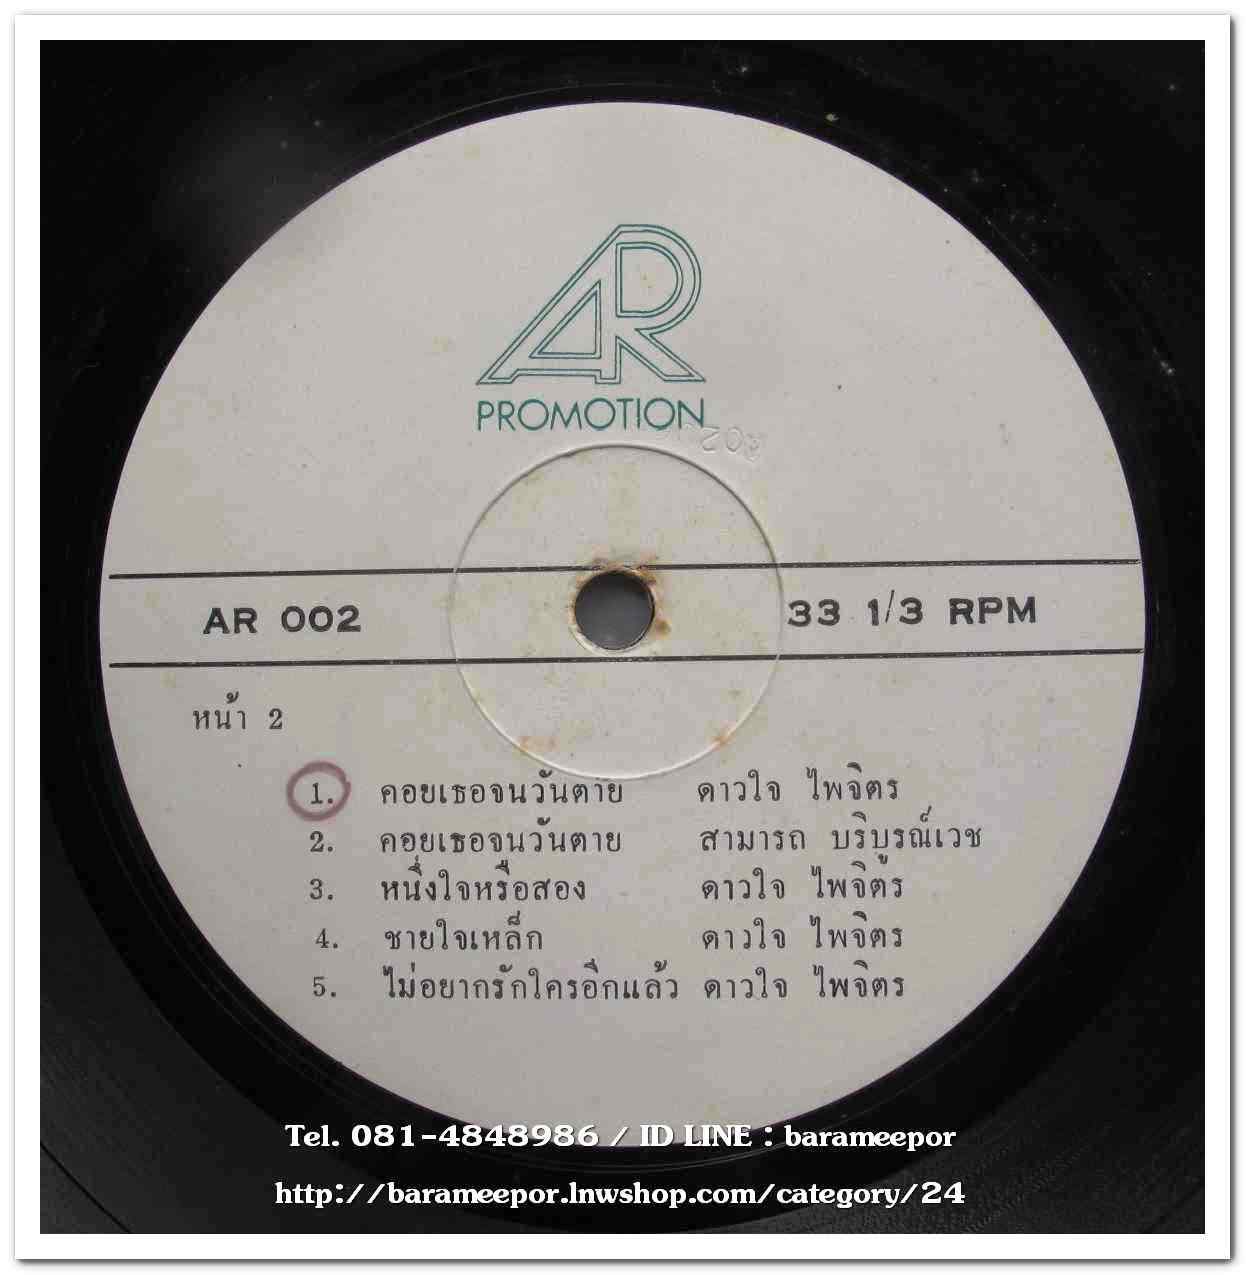 AR
PROMOTION
AR 002 33 1/3 RPM
หน้า 2
1. คอยเธอจนวันตาย ดาวใจ ไพจิตร
2. คอยเธอจนวันตาย สามารถ บริบูรณ์เวช
3. หนึ่งใจหรือสอง ดาวใจ ไพจิตร
4. ชายใจเหล็ก ดาวใจ ไพจิตร
5. ไม่อยากรักใครอีกแล้ว ดาวใจ ไพจิตร
Tel. 081-4848986 / ID LINE : barameepor
http://barameepor.lnwshop.com/category/24